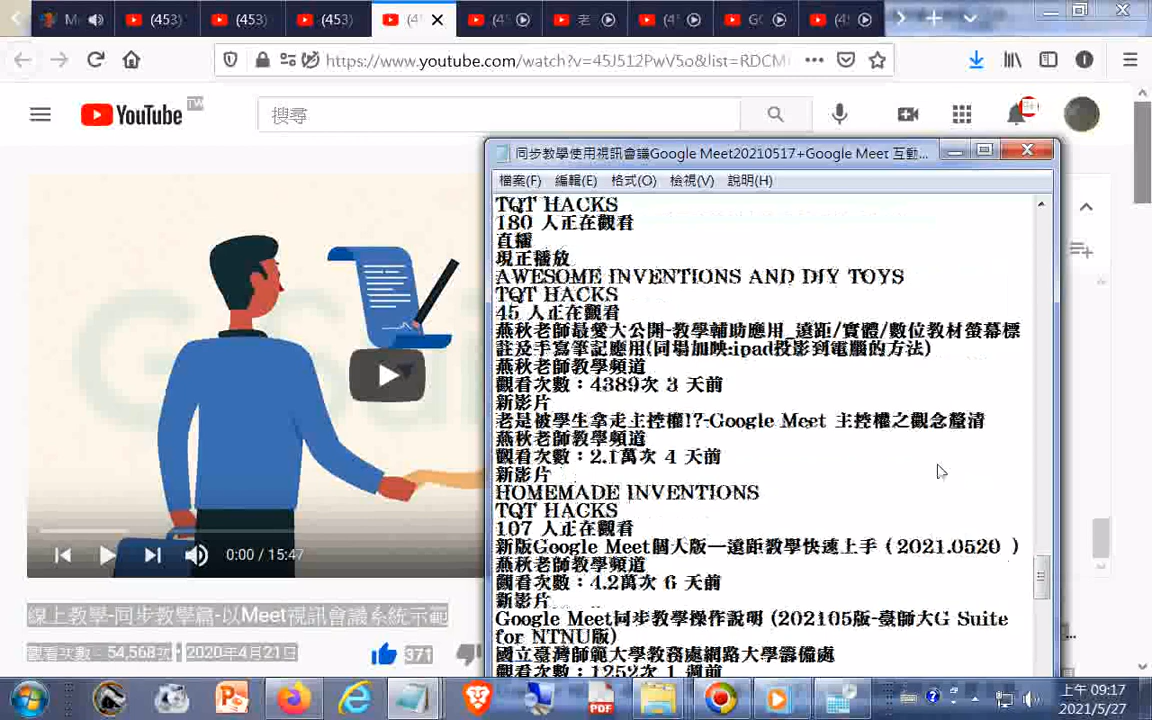 (453)
(453)
(453)
https://www.youtube.com/watch?v=45J512PwV5o&list=RDCM
YouTube
TW
搜尋
同步教學使用視訊會議Google Meet20210517+Google Meet 互動...
檔案(F) 編輯(E) 格式(O) 檢視(V) 說明(H)
TQT HACKS
180 人正在觀看
直播
現正播放
AWESOME INVENTIONS AND DIY TOYS
TQT HACKS
45 人正在觀看
燕秋老師最愛大公開-教學輔助應用_遠距/實體/數位教材螢幕標
註及手寫筆記應用(同場加映:ipad投影到電腦的方法)
燕秋老師教學頻道
觀看次數：4389次 3 天前
新影片
老是被學生拿走主控權!?-Google Meet 主控權之觀念釐清
燕秋老師教學頻道
觀看次數：2.1萬次 4 天前
新影片
HOMEMADE INVENTIONS
TQT HACKS
107 人正在觀看
新版Google Meet個人版—遠距教學快速上手（2021.0520 ）
燕秋老師教學頻道
觀看次數：4.2萬次 6 天前
新影片
Google Meet同步教學操作說明 (202105版-臺師大G Suite
for NTNU版)
國立臺灣師範大學教務處網路大學籌備處
觀看次數：1252次 1 週前
0:00 / 15:47
線上教學-同步教學篇-以Meet視訊會議系統示範
觀看次數：54,568次 • 2020年4月21日
371
PDF
上午 09:17
2021/5/27